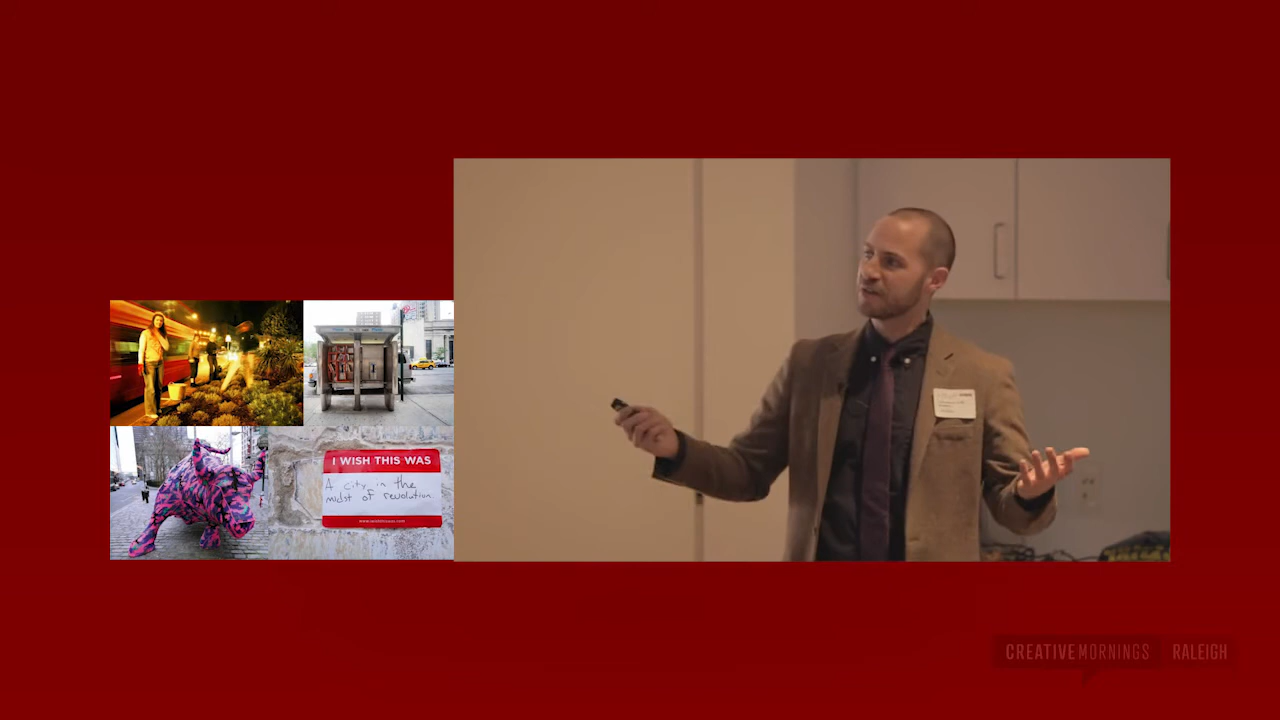 I WISH THIS WAS
A city in the
midst of revolution.
CREATIVEMORNINGS RALEIGH